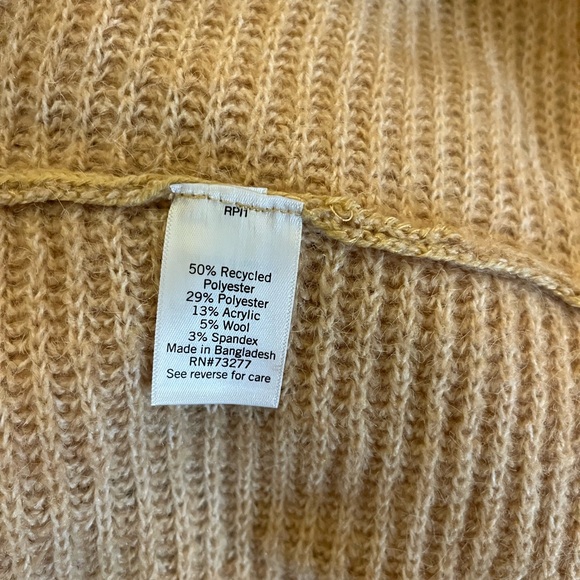 RPI1
50% Recycled
Polyester
29% Polyester
13% Acrylic
5% Wool
3% Spandex
Made in Bangladesh
RN#73277
See reverse for care